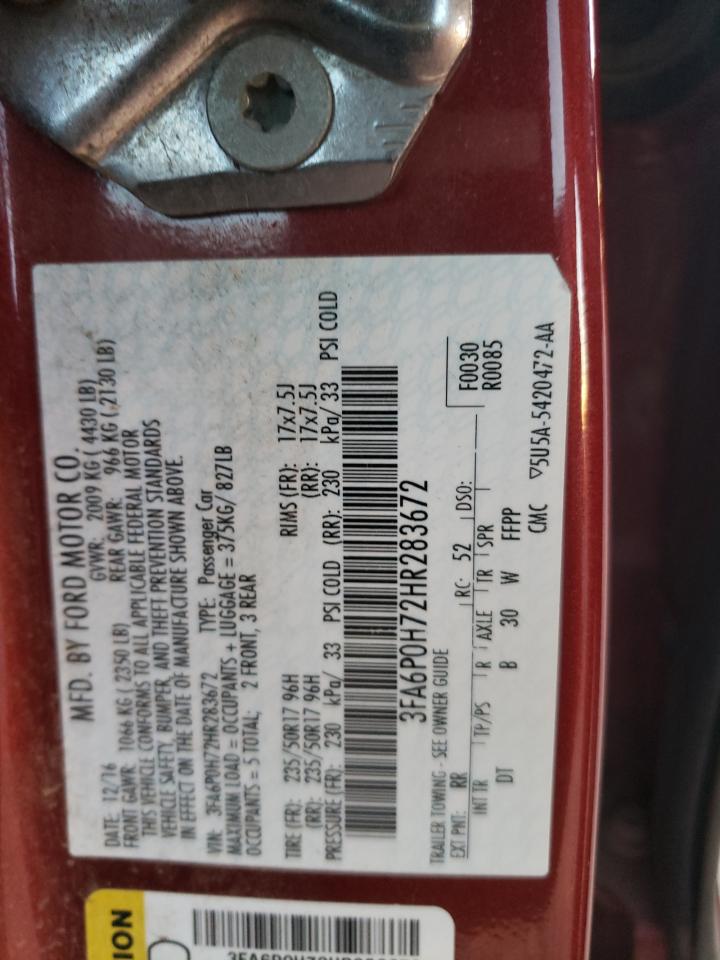 MFD. BY FORD MOTOR CO.
DATE: 12/16 GVWR: 2009 KG ( 4430 LB)
FRONT GAWR: 1066 KG ( 2350 LB) REAR GAWR: 966 KG ( 2130 LB)
THIS VEHICLE CONFORMS TO ALL APPLICABLE FEDERAL MOTOR
VEHICLE SAFETY, BUMPER, AND THEFT PREVENTION STANDARDS
IN EFFECT ON THE DATE OF MANUFACTURE SHOWN ABOVE.
VIN: 3FA6P0H72HR283672 TYPE: Passenger Car
MAXIMUM LOAD = OCCUPANTS + LUGGAGE = 375KG/ 827LB
OCCUPANTS = 5 TOTAL; 2 FRONT, 3 REAR
TIRE (FR): 235/50R17 96H RIMS (FR): 17x7.5J
(RR): 235/50R17 96H (RR): 17x7.5J
PRESSURE (FR): 230 kPa/ 33 PSI COLD (RR): 230 kPa/ 33 PSI COLD
3FA6P0H72HR283672
TRAILER TOWING - SEE OWNER GUIDE
EXT PNT: RR RC: 52 DSO: F0030
R0085
INT TR TP/PS R AXLE TR SPR
DT B 30 W FFPP
CMC ▽5U5A-5420472-AA
ION